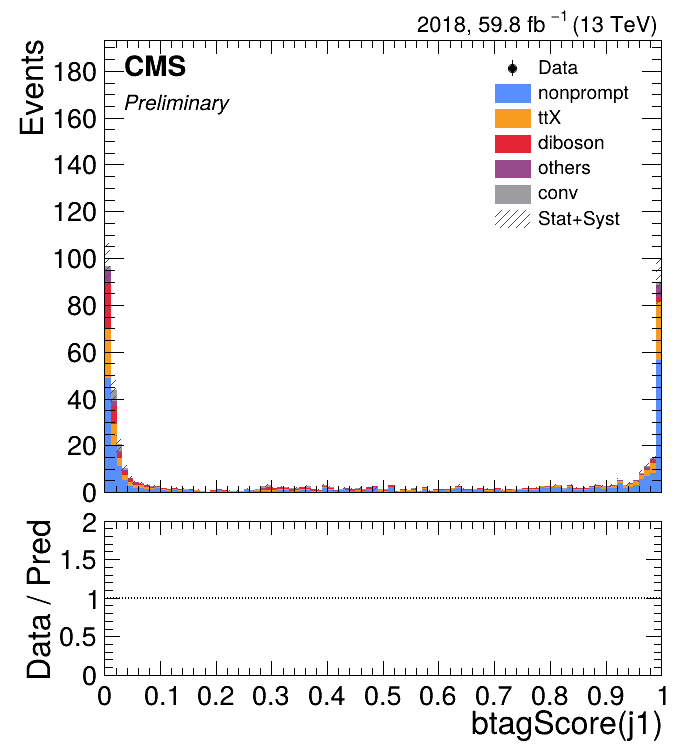 2018, 59.8 fb⁻¹ (13 TeV)
CMS
Preliminary
Data
nonprompt
ttX
diboson
others
conv
Stat+Syst
Events
180
160
140
120
100
80
60
40
20
0
Data / Pred
2
1.5
1
0.5
0
0 0.1 0.2 0.3 0.4 0.5 0.6 0.7 0.8 0.9 1
btagScore(j1)